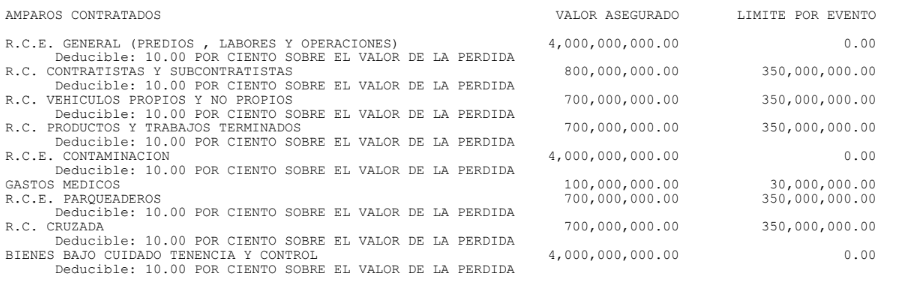 AMPAROS CONTRATADOS VALOR ASEGURADO LIMITE POR EVENTO
R.C.E. GENERAL (PREDIOS , LABORES Y OPERACIONES) 4,000,000,000.00 0.00
Deducible: 10.00 POR CIENTO SOBRE EL VALOR DE LA PERDIDA
R.C. CONTRATISTAS Y SUBCONTRATISTAS 800,000,000.00 350,000,000.00
Deducible: 10.00 POR CIENTO SOBRE EL VALOR DE LA PERDIDA
R.C. VEHICULOS PROPIOS Y NO PROPIOS 700,000,000.00 350,000,000.00
Deducible: 10.00 POR CIENTO SOBRE EL VALOR DE LA PERDIDA
R.C. PRODUCTOS Y TRABAJOS TERMINADOS 700,000,000.00 350,000,000.00
Deducible: 10.00 POR CIENTO SOBRE EL VALOR DE LA PERDIDA
R.C.E. CONTAMINACION 4,000,000,000.00 0.00
Deducible: 10.00 POR CIENTO SOBRE EL VALOR DE LA PERDIDA
GASTOS MEDICOS 100,000,000.00 30,000,000.00
R.C.E. PARQUEADEROS 700,000,000.00 350,000,000.00
Deducible: 10.00 POR CIENTO SOBRE EL VALOR DE LA PERDIDA
R.C. CRUZADA 700,000,000.00 350,000,000.00
Deducible: 10.00 POR CIENTO SOBRE EL VALOR DE LA PERDIDA
BIENES BAJO CUIDADO TENENCIA Y CONTROL 4,000,000,000.00 0.00
Deducible: 10.00 POR CIENTO SOBRE EL VALOR DE LA PERDIDA